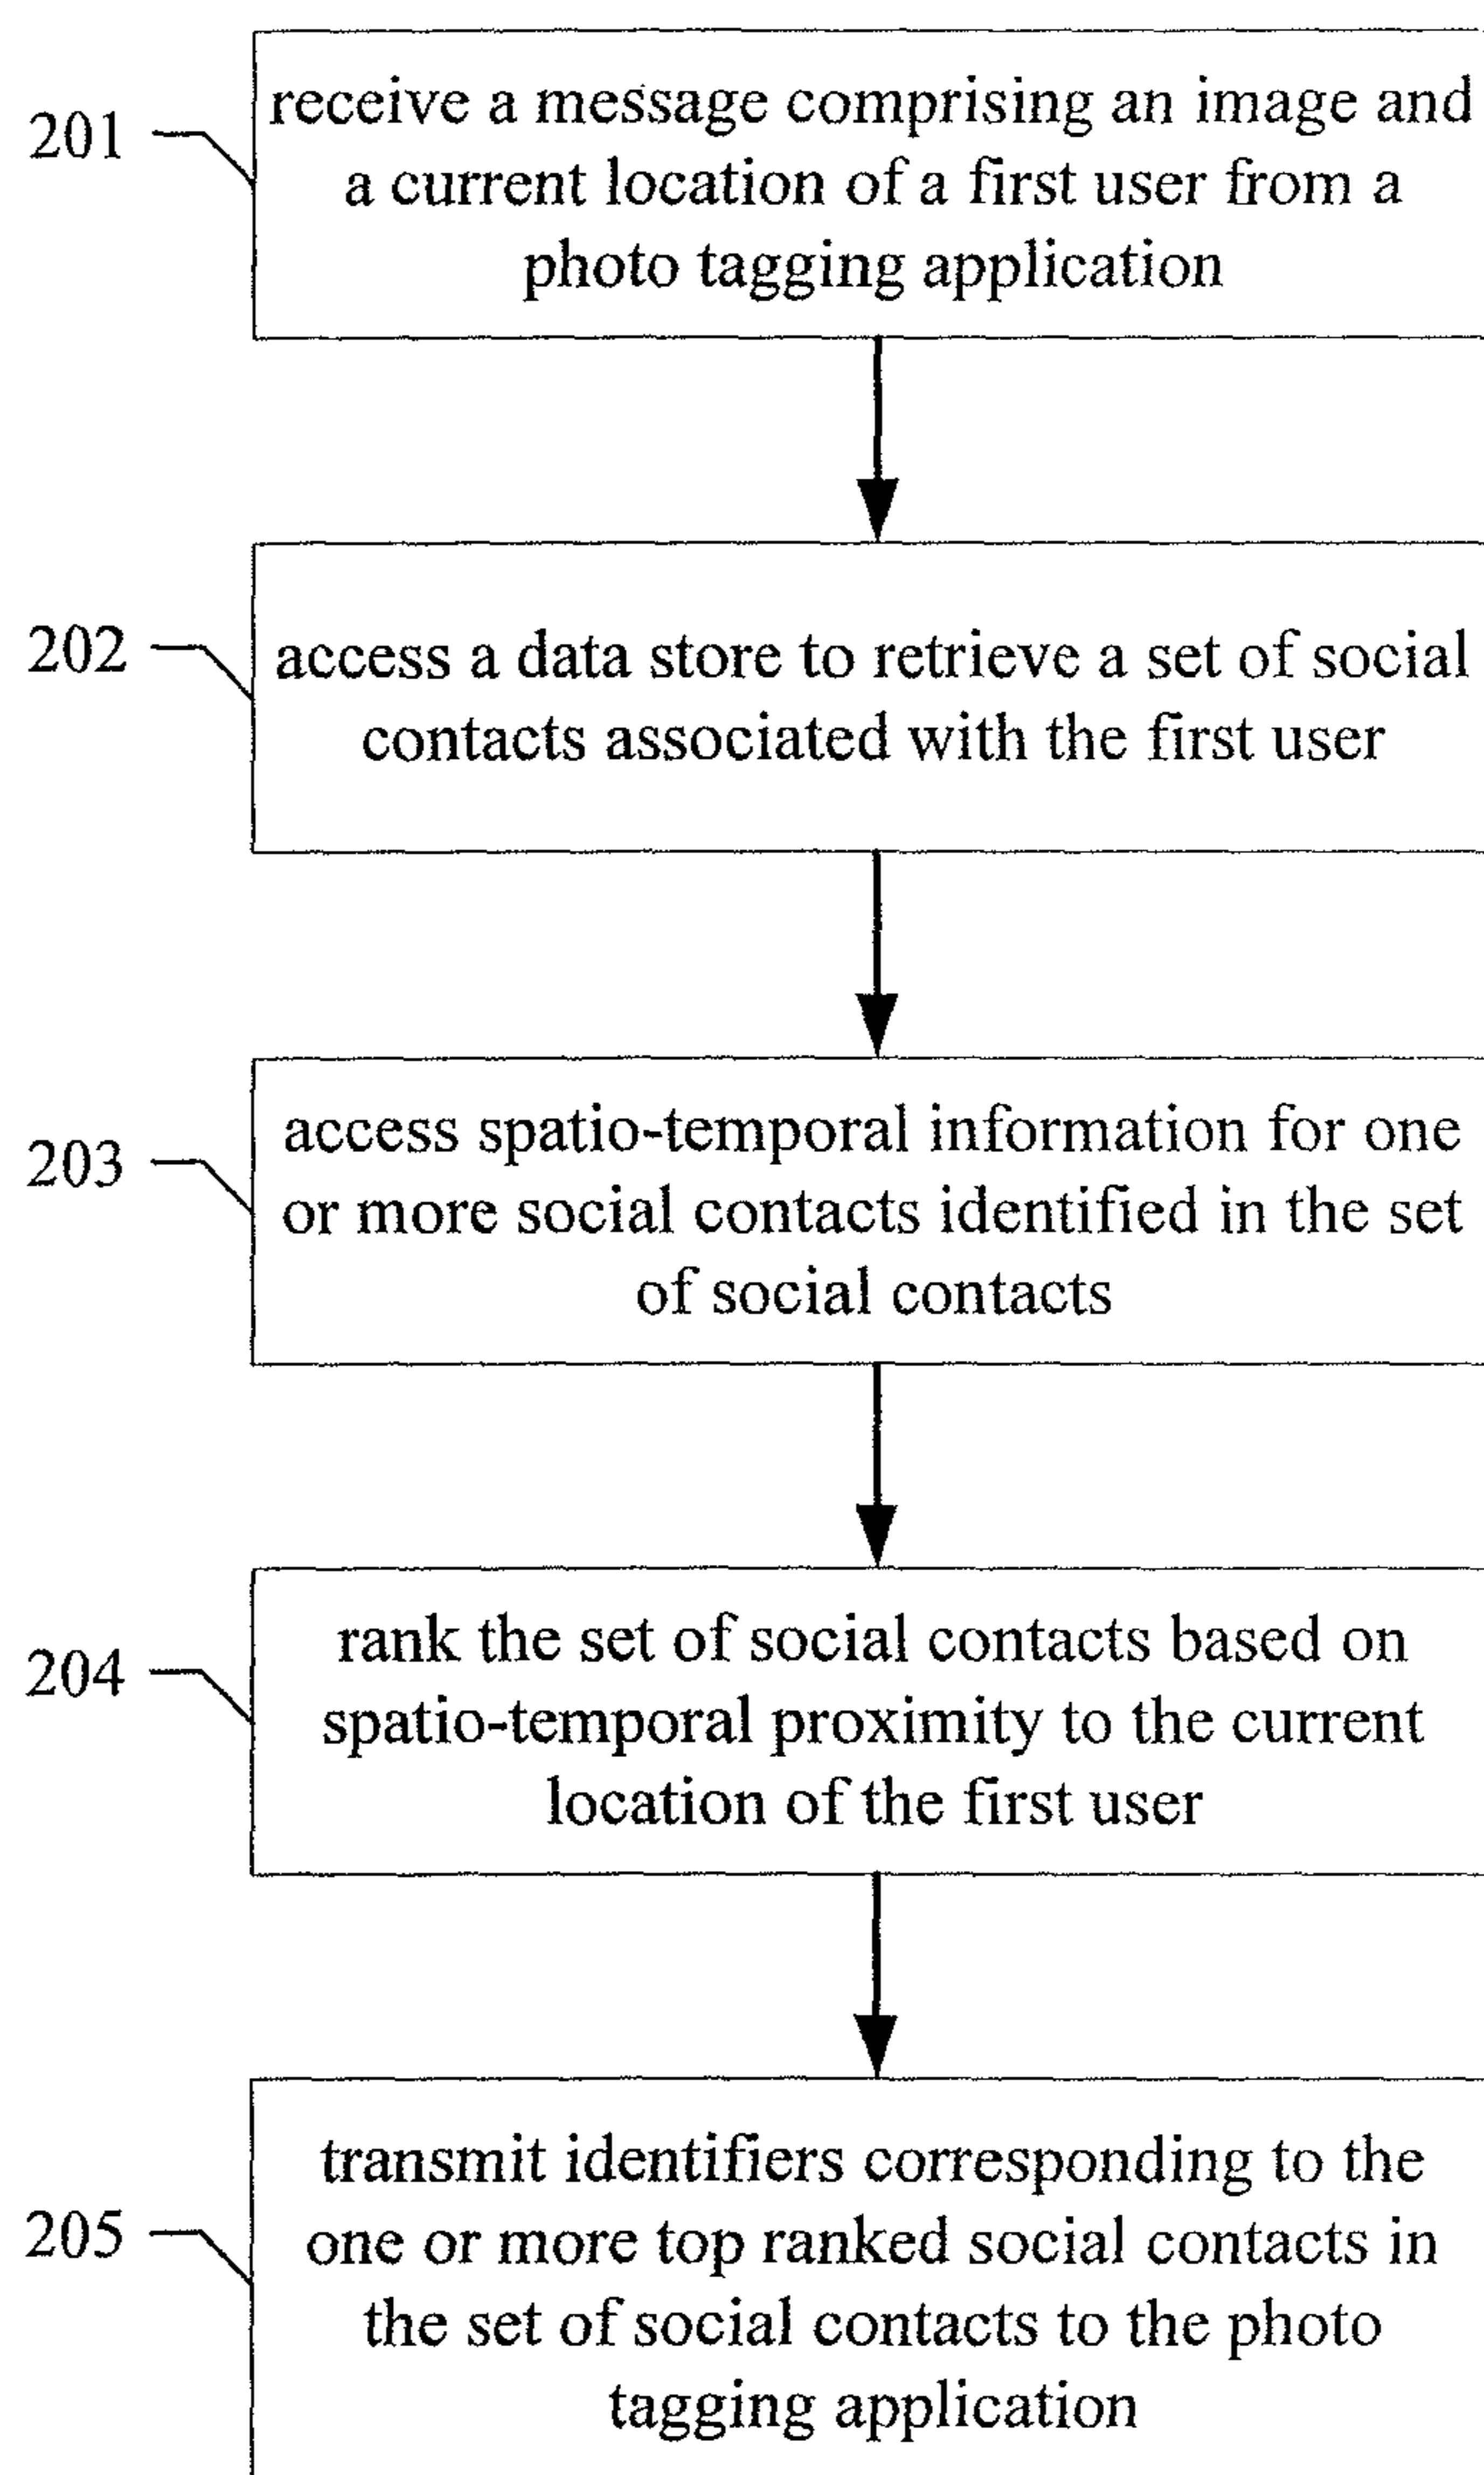 201
receive a message comprising an image and
a current location of a first user from a
photo tagging application
202
access a data store to retrieve a set of social
contacts associated with the first user
203
access spatio-temporal information for one
or more social contacts identified in the set
of social contacts
204
rank the set of social contacts based on
spatio-temporal proximity to the current
location of the first user
205
transmit identifiers corresponding to the
one or more top ranked social contacts in
the set of social contacts to the photo
tagging application